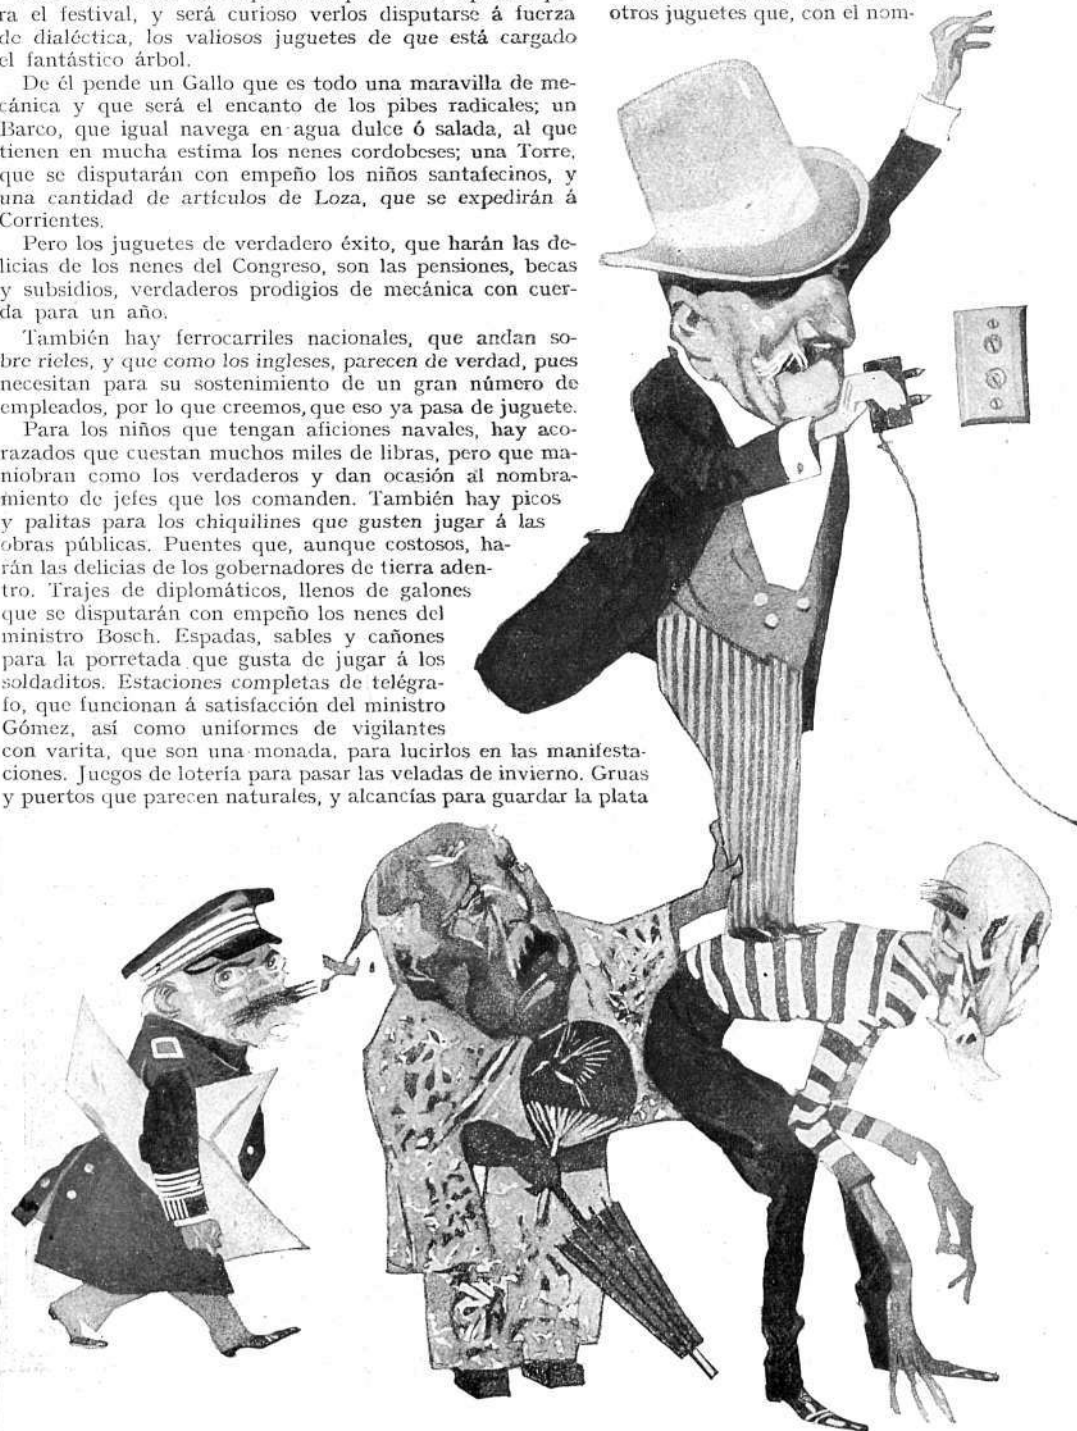 ra el festival, y será curioso verlos disputarse á fuerza
de dialéctica, los valiosos juguetes de que está cargado
el fantástico árbol.
De él pende un Gallo que es todo una maravilla de me-
cánica y que será el encanto de los pibes radicales; un
Barco, que igual navega en agua dulce ó salada, al que
tienen en mucha estima los nenes cordobeses; una Torre,
que se disputarán con empeño los niños santafecinos, y
una cantidad de artículos de Loza, que se expedirán á
Corrientes.
Pero los juguetes de verdadero éxito, que harán las de-
licias de los nenes del Congreso, son las pensiones, becas
y subsidios, verdaderos prodigios de mecánica con cuer-
da para un año.
También hay ferrocarriles nacionales, que andan so-
bre rieles, y que como los ingleses, parecen de verdad, pues
necesitan para su sostenimiento de un gran número de
empleados, por lo que creemos, que eso ya pasa de juguete.
Para los niños que tengan aficiones navales, hay aco-
razados que cuestan muchos miles de libras, pero que ma-
niobran como los verdaderos y dan ocasión al nombra-
miento de jefes que los comanden. También hay picos
y palitas para los chiquilines que gusten jugar á las
obras públicas. Puentes que, aunque costosos, ha-
rán las delicias de los gobernadores de tierra aden-
tro. Trajes de diplomáticos, llenos de galones
que se disputarán con empeño los nenes del
ministro Bosch. Espadas, sables y cañones
para la porretada que gusta de jugar á los
soldaditos. Estaciones completas de telégra-
fo, que funcionan á satisfacción del ministro
Gómez, así como uniformes de vigilantes
con varita, que son una monada, para lucirlos en las manifesta-
ciones. Juegos de lotería para pasar las veladas de invierno. Gruas
y puertos que parecen naturales, y alcancías para guardar la plata
otros juguetes que, con el nom-